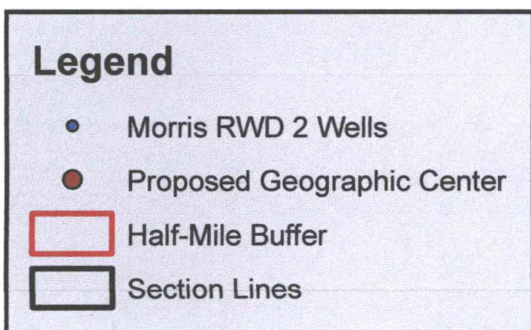 Legend
Morris RWD 2 Wells
Proposed Geographic Center
Half-Mile Buffer
Section Lines